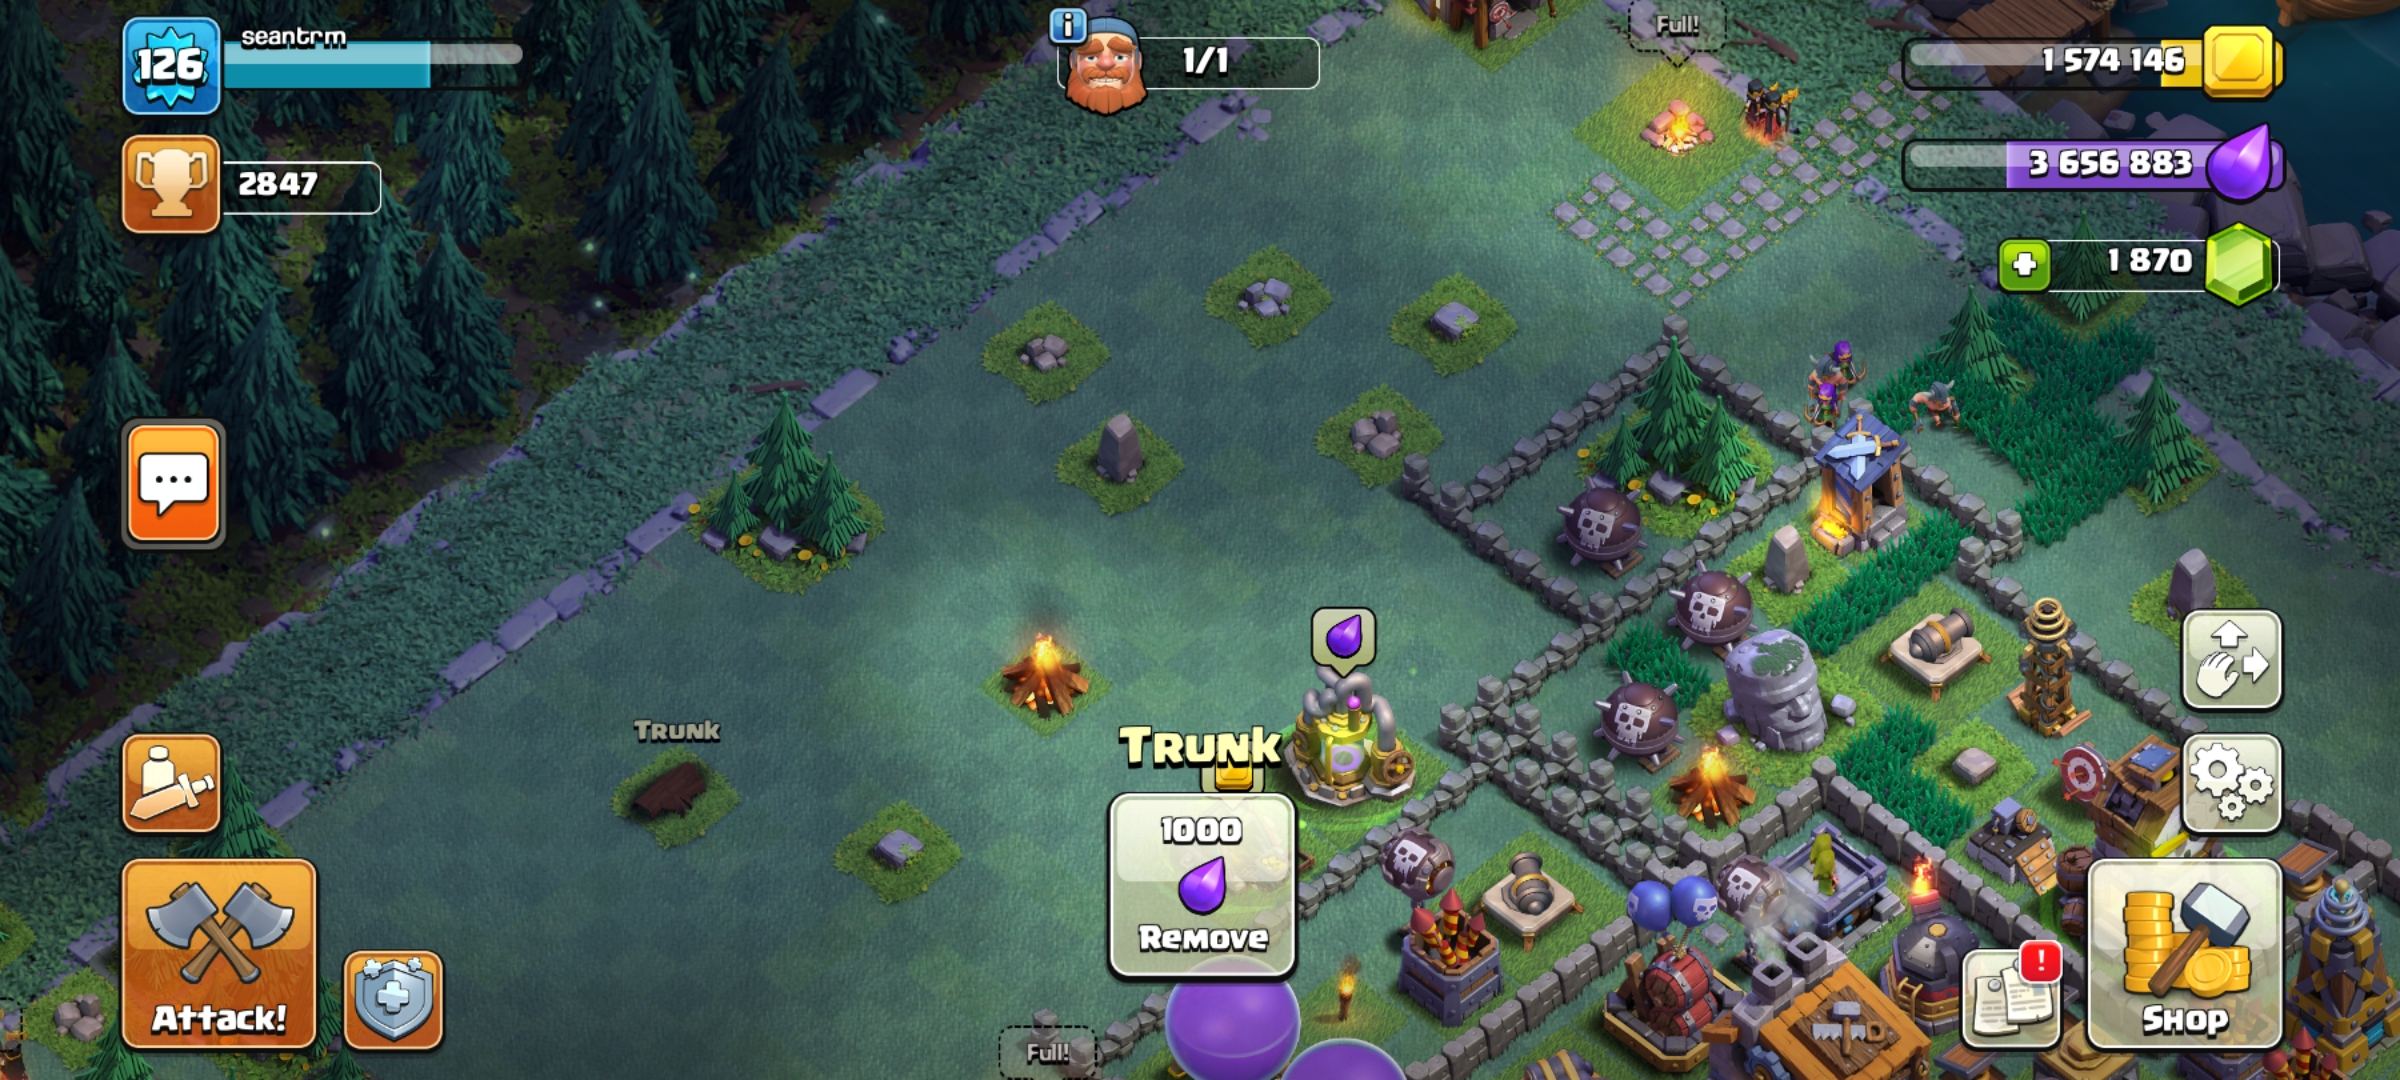 126
seantrm
1/1
Full!
1 574 146
2847
3 656 883
1 870
Trunk
Trunk
1000
Remove
Attack!
Full!
!
Shop